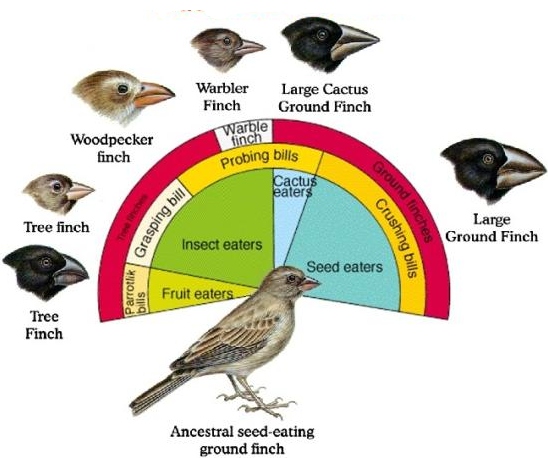 Warbler
Finch
Large Cactus
Ground Finch
Woodpecker
finch
Warble
finch
Probing bills
Ground finches
Large
Ground Finch
Tree finch
Tree finches
Grasping bill
Cactus
eaters
Crushing bills
Insect eaters
Seed eaters
Parrotlik
bills
Fruit eaters
Tree
Finch
Ancestral seed-eating
ground finch